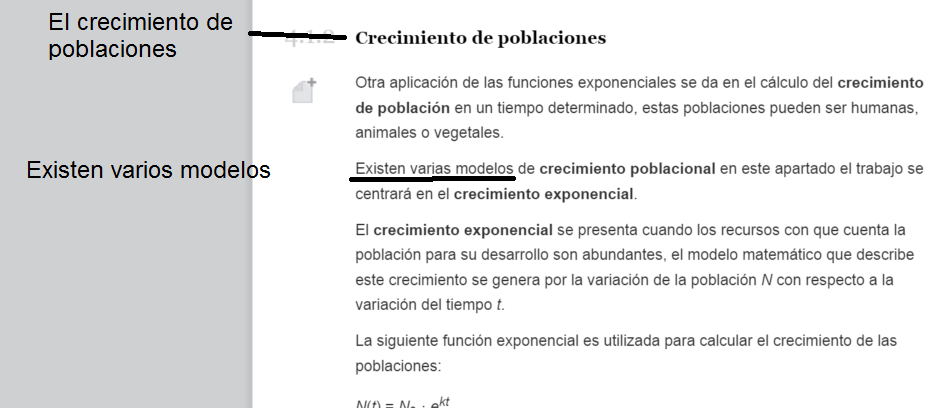 El crecimiento de
poblaciones
4.1.2 Crecimiento de poblaciones
Otra aplicación de las funciones exponenciales se da en el cálculo del crecimiento
de población en un tiempo determinado, estas poblaciones pueden ser humanas,
animales o vegetales.
Existen varios modelos
Existen varias modelos de crecimiento poblacional en este apartado el trabajo se
centrará en el crecimiento exponencial.
El crecimiento exponencial se presenta cuando los recursos con que cuenta la
población para su desarrollo son abundantes, el modelo matemático que describe
este crecimiento se genera por la variación de la población N con respecto a la
variación del tiempo t.
La siguiente función exponencial es utilizada para calcular el crecimiento de las
poblaciones:
N(t) = N₀ · e^kt